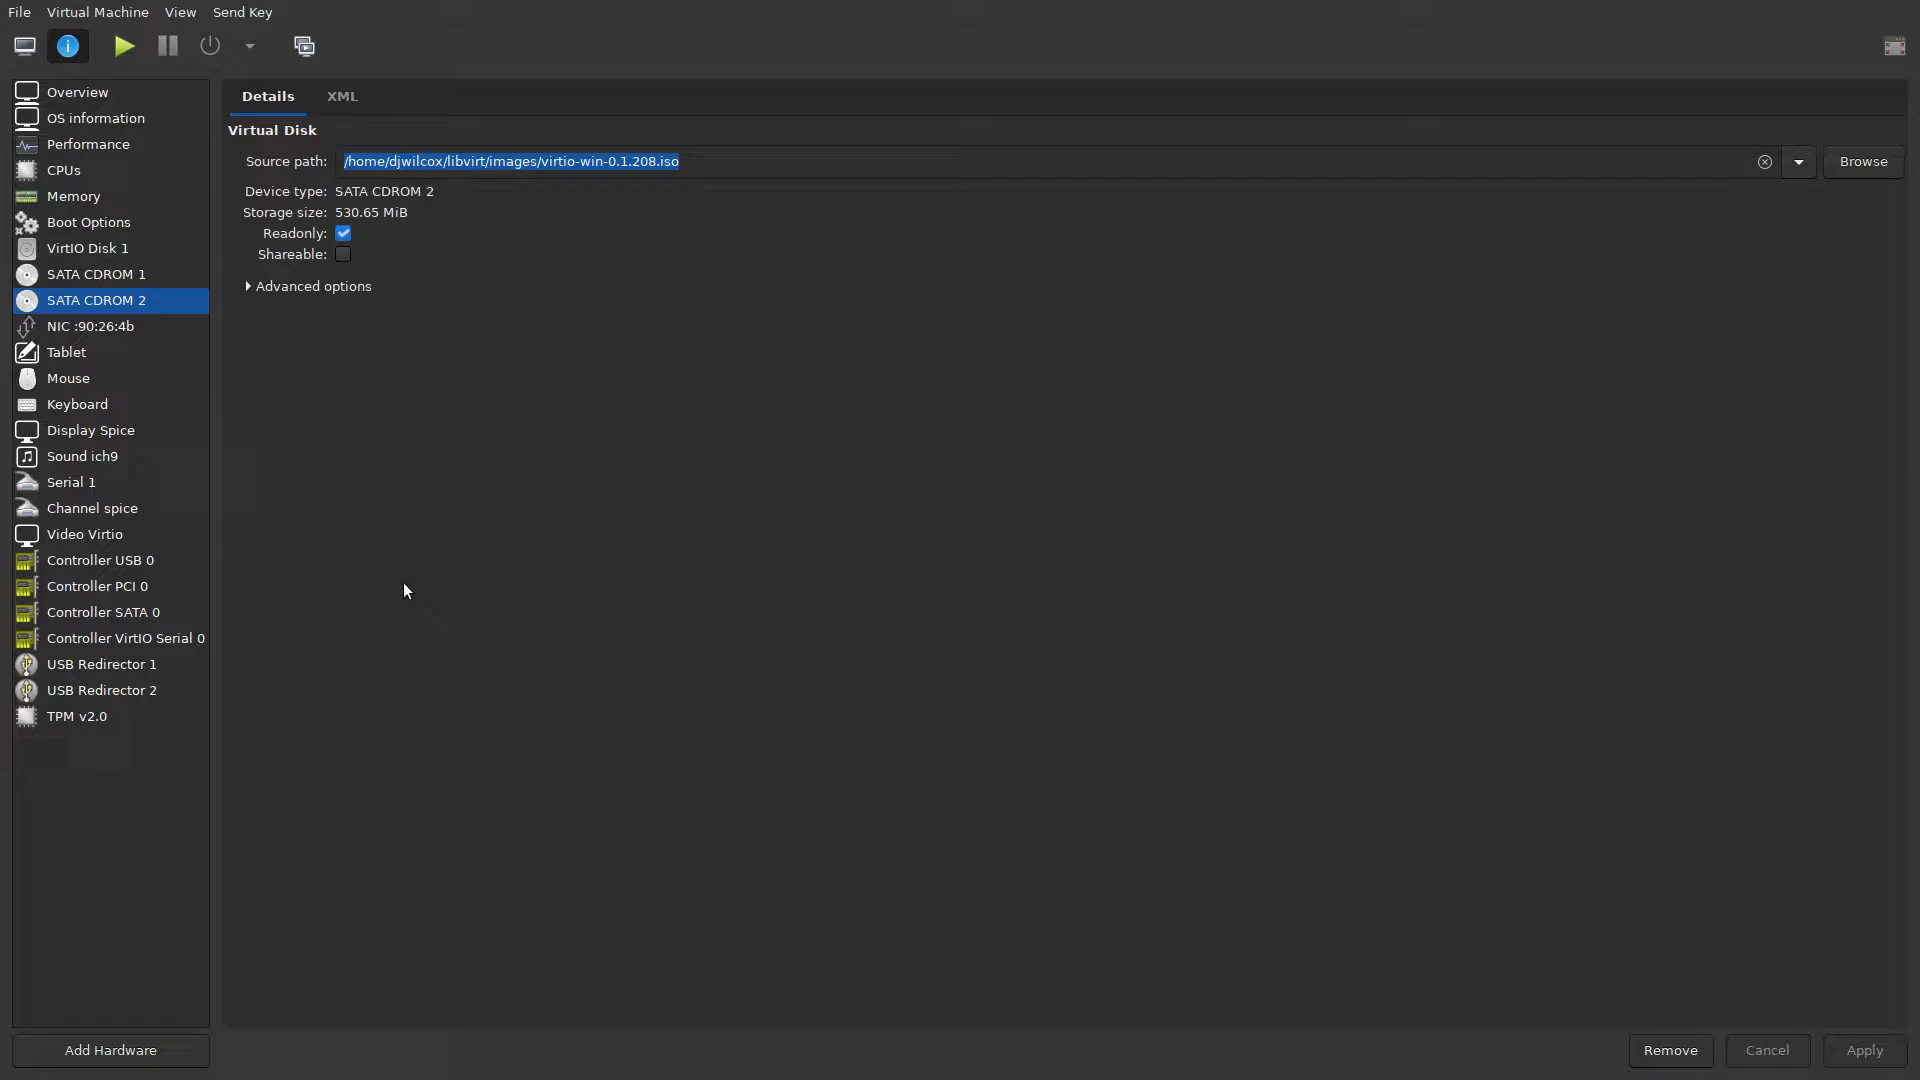 File Virtual Machine View Send Key
Overview
OS information
Performance
CPUs
Memory
Boot Options
VirtIO Disk 1
SATA CDROM 1
SATA CDROM 2
NIC :90:26:4b
Tablet
Mouse
Keyboard
Display Spice
Sound ich9
Serial 1
Channel spice
Video Virtio
Controller USB 0
Controller PCI 0
Controller SATA 0
Controller VirtIO Serial 0
USB Redirector 1
USB Redirector 2
TPM v2.0
Add Hardware
Details XML
Virtual Disk
Source path: /home/djwilcox/libvirt/images/virtio-win-0.1.208.iso Browse
Device type: SATA CDROM 2
Storage size: 530.65 MiB
Readonly:
Shareable:
Advanced options
Remove Cancel Apply